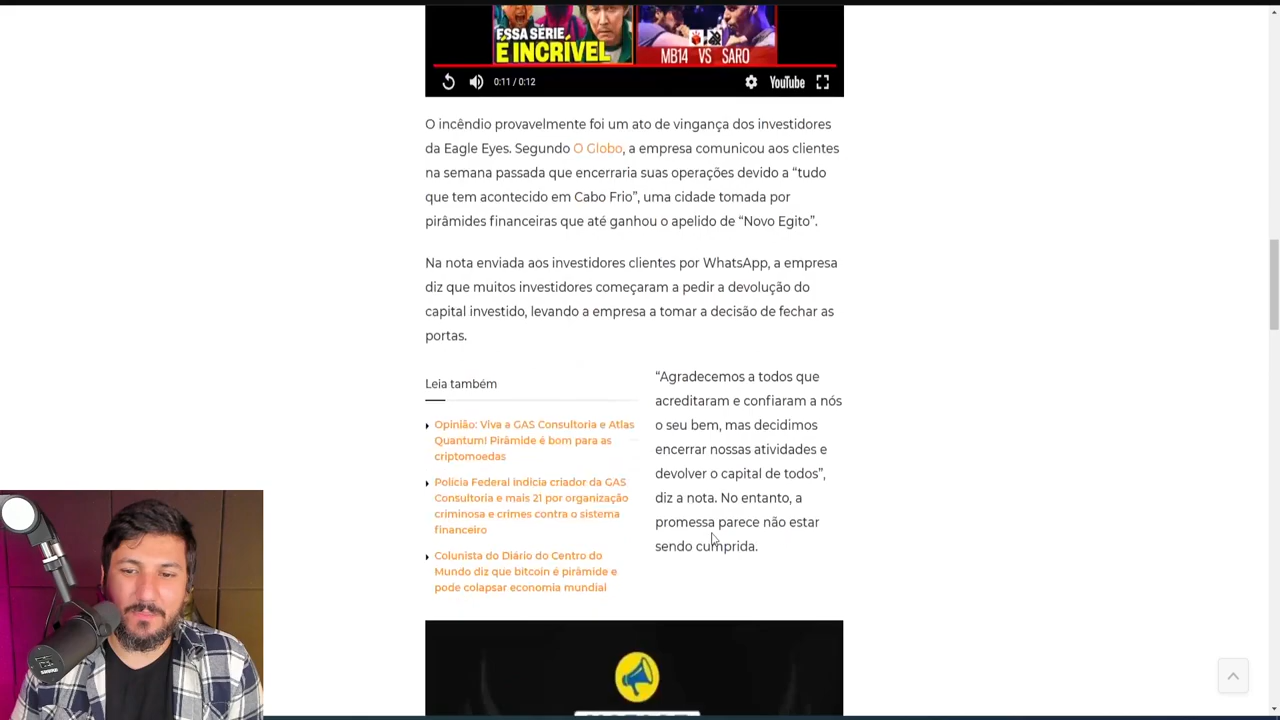 ESSA SÉRIE
É INCRÍVEL
MB14 VS SARO
0:11 / 0:12
YouTube
O incêndio provavelmente foi um ato de vingança dos investidores
da Eagle Eyes. Segundo O Globo, a empresa comunicou aos clientes
na semana passada que encerraria suas operações devido a “tudo
que tem acontecido em Cabo Frio”, uma cidade tomada por
pirâmides financeiras que até ganhou o apelido de “Novo Egito”.
Na nota enviada aos investidores clientes por WhatsApp, a empresa
diz que muitos investidores começaram a pedir a devolução do
capital investido, levando a empresa a tomar a decisão de fechar as
portas.
Leia também
Opinião: Viva a GAS Consultoria e Atlas
Quantum! Pirâmide é bom para as
criptomoedas
Polícia Federal indicia criador da GAS
Consultoria e mais 21 por organização
criminosa e crimes contra o sistema
financeiro
Colunista do Diário do Centro do
Mundo diz que bitcoin é pirâmide e
pode colapsar economia mundial
“Agradecemos a todos que
acreditaram e confiaram a nós
o seu bem, mas decidimos
encerrar nossas atividades e
devolver o capital de todos”,
diz a nota. No entanto, a
promessa parece não estar
sendo cumprida.